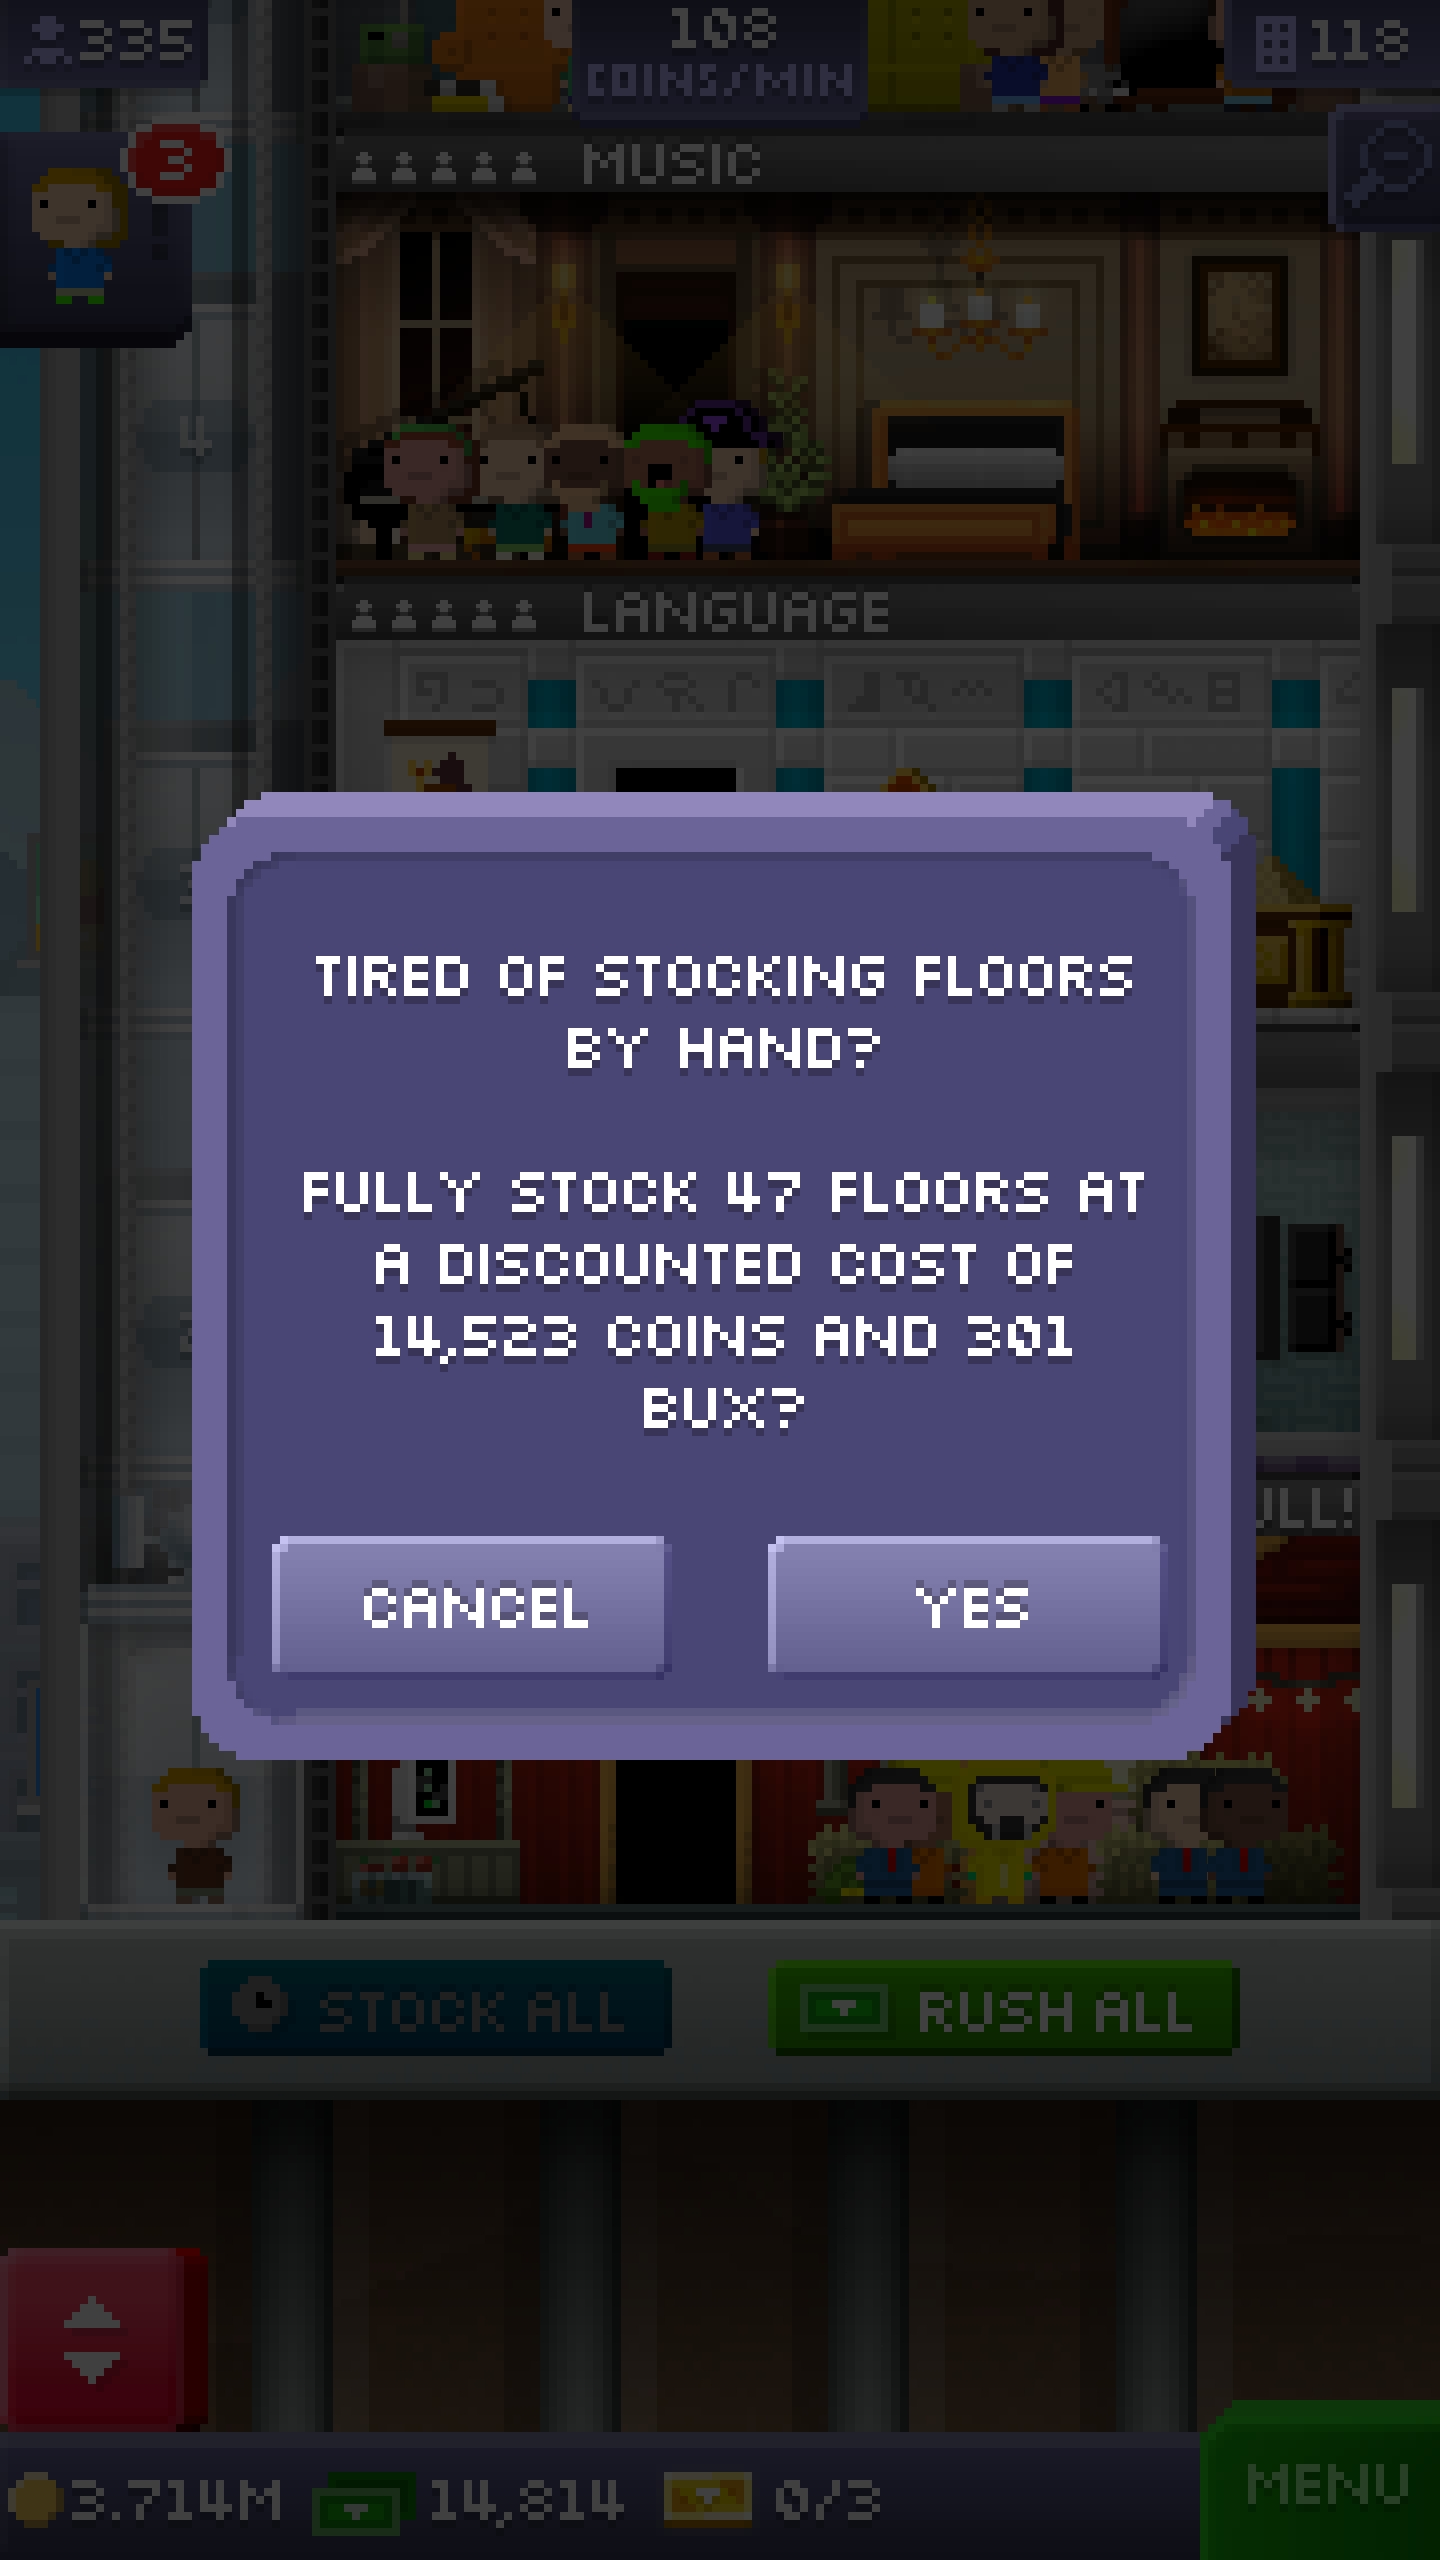 335
108
COINS/MIN
118
3
MUSIC
4
LANGUAGE
TIRED OF STOCKING FLOORS
BY HAND?
FULLY STOCK 47 FLOORS AT
A DISCOUNTED COST OF
14,523 COINS AND 301
BUX?
ULL!
CANCEL
YES
STOCK ALL
RUSH ALL
3.714M
14,814
0/3
MENU